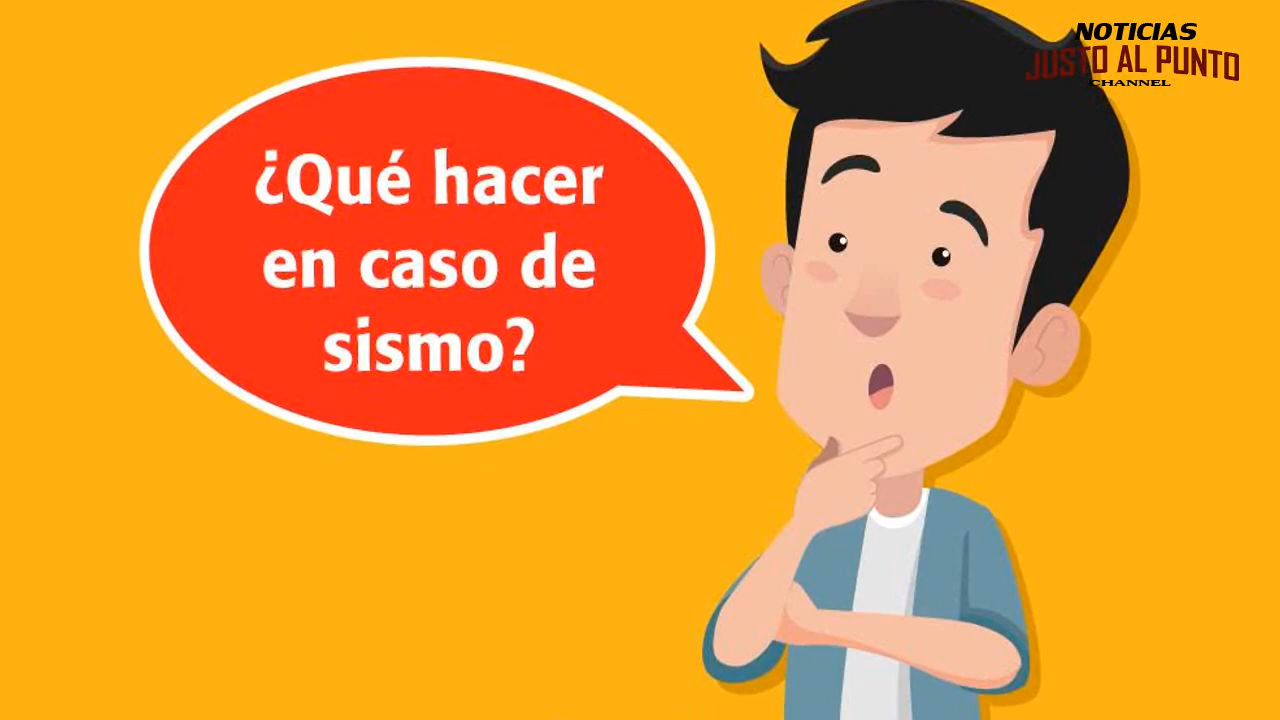 ¿Qué hacer
en caso de
sismo?
NOTICIAS
JUSTO AL PUNTO
CHANNEL